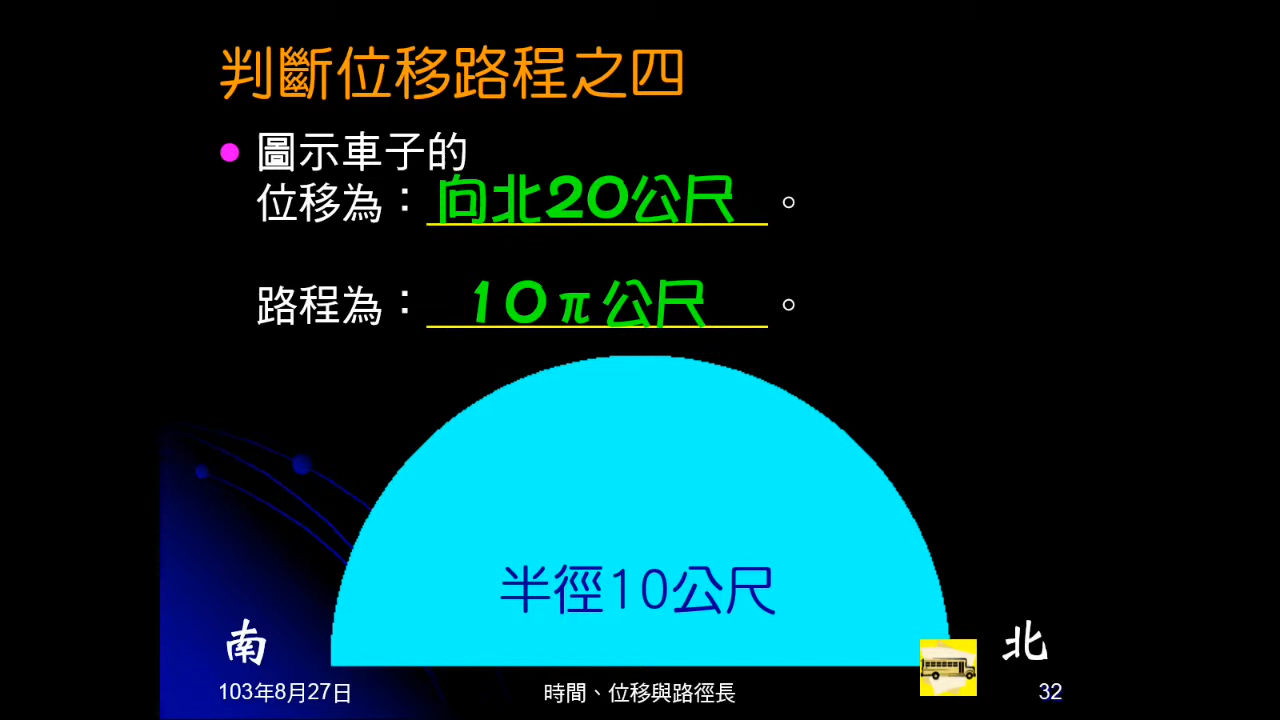 判斷位移路程之四
圖示車子的
位移為：向北20公尺。
路程為：10π公尺。
半徑10公尺
南
北
103年8月27日
時間、位移與路徑長
32